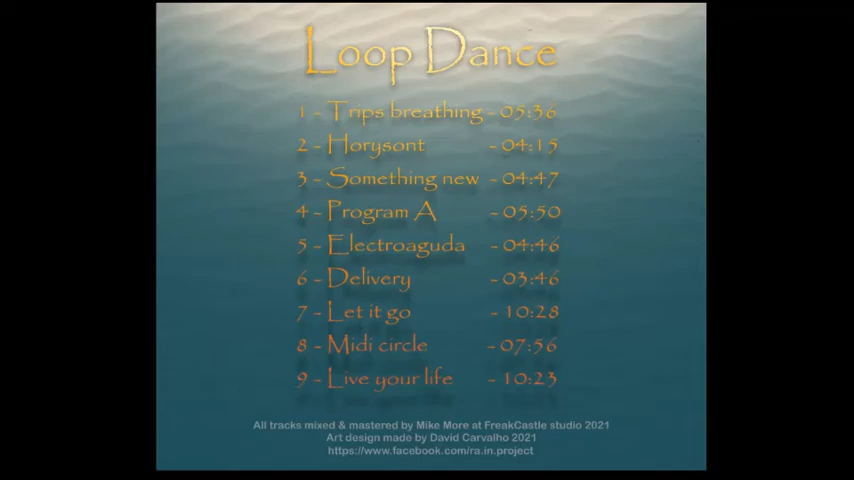 Loop Dance
1 - Trips breathing - 05:36
2 - Horysont - 04:15
3 - Something new - 04:47
4 - Program A - 05:50
5 - Electroaguda - 04:46
6 - Delivery - 03:46
7 - Let it go - 10:28
8 - Midi circle - 07:56
9 - Live your life - 10:23
All tracks mixed & mastered by Mike More at FreakCastle studio 2021
Art design made by David Carvalho 2021
https://www.facebook.com/ra.in.project